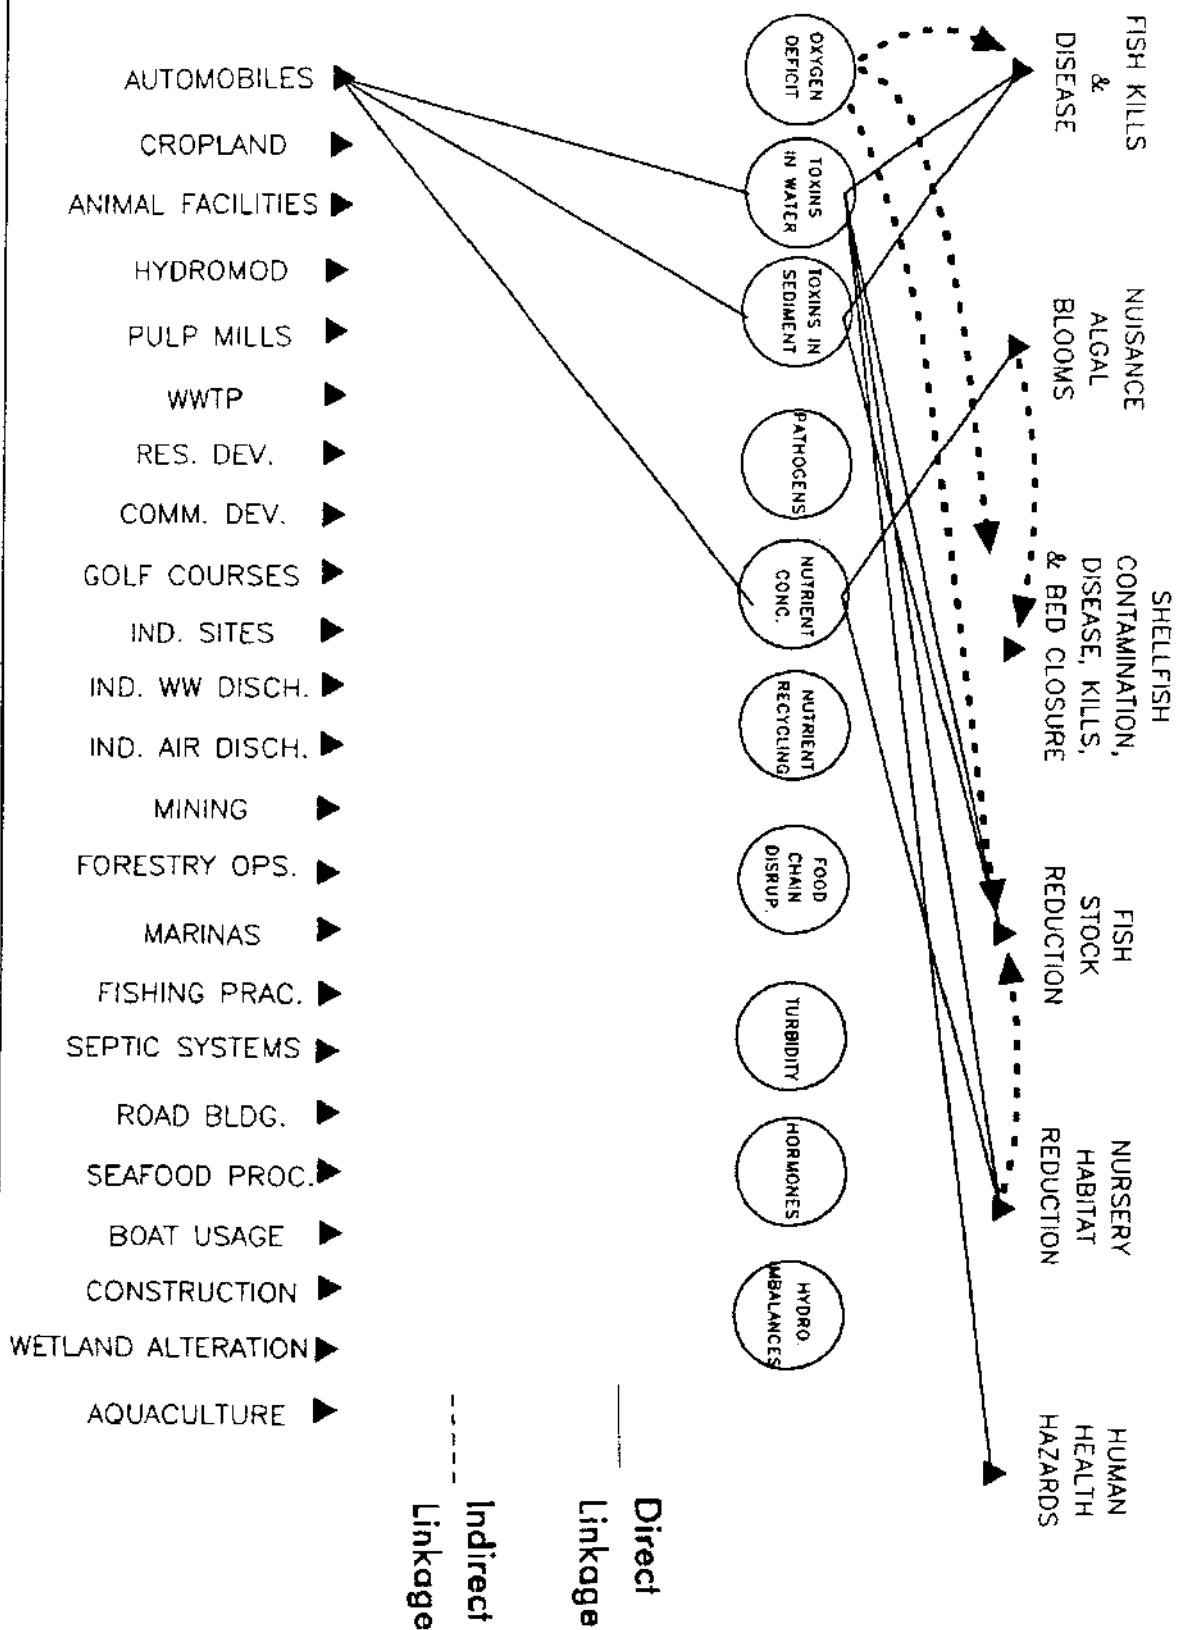 FISH KILLS
&
DISEASE
NUISANCE
ALGAL
BLOOMS
SHELLFISH
CONTAMINATION,
DISEASE, KILLS,
& BED CLOSURE
FISH
STOCK
REDUCTION
NURSERY
HABITAT
REDUCTION
HUMAN
HEALTH
HAZARDS
OXYGEN
DEFICIT
TOXINS
IN WATER
TOXINS IN
SEDIMENT
PATHOGENS
NUTRIENT
CONC.
NUTRIENT
RECYCLING
FOOD
CHAIN
DISRUP.
TURBIDITY
HORMONES
HYDRO.
IMBALANCES
AUTOMOBILES
CROPLAND
ANIMAL FACILITIES
HYDROMOD
PULP MILLS
WWTP
RES. DEV.
COMM. DEV.
GOLF COURSES
IND. SITES
IND. WW DISCH.
IND. AIR DISCH.
MINING
FORESTRY OPS.
MARINAS
FISHING PRAC.
SEPTIC SYSTEMS
ROAD BLDG.
SEAFOOD PROC.
BOAT USAGE
CONSTRUCTION
WETLAND ALTERATION
AQUACULTURE
Direct
Linkage
Indirect
Linkage